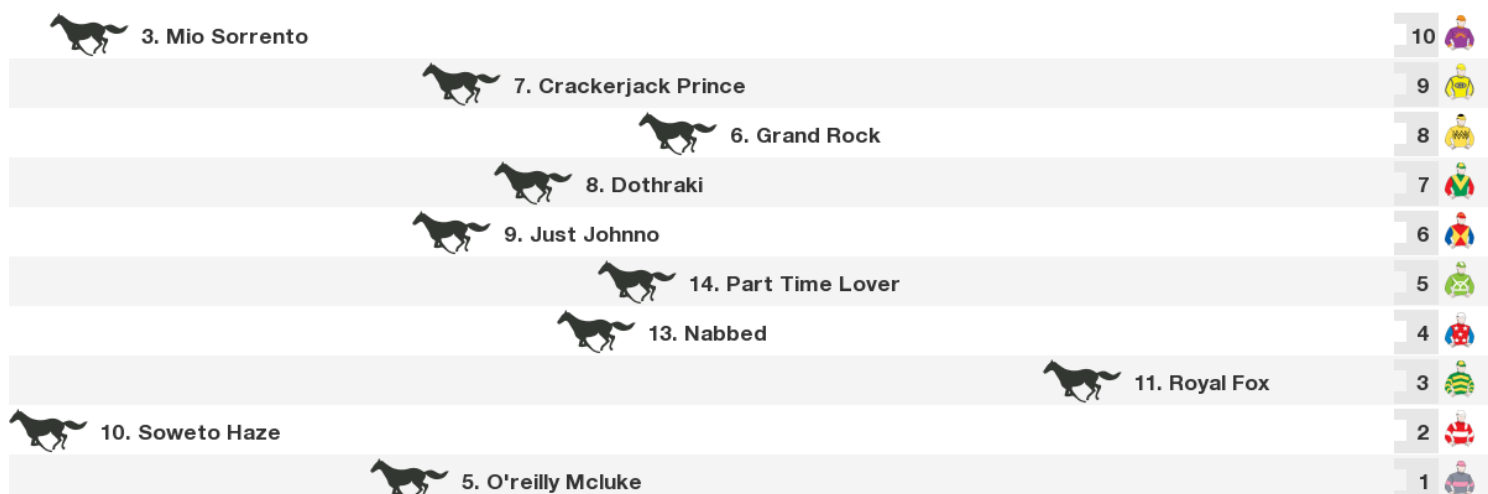 3. Mio Sorrento 10
7. Crackerjack Prince 9
6. Grand Rock 8
8. Dothraki 7
9. Just Johnno 6
14. Part Time Lover 5
13. Nabbed 4
11. Royal Fox 3
10. Soweto Haze 2
5. O'reilly Mcluke 1